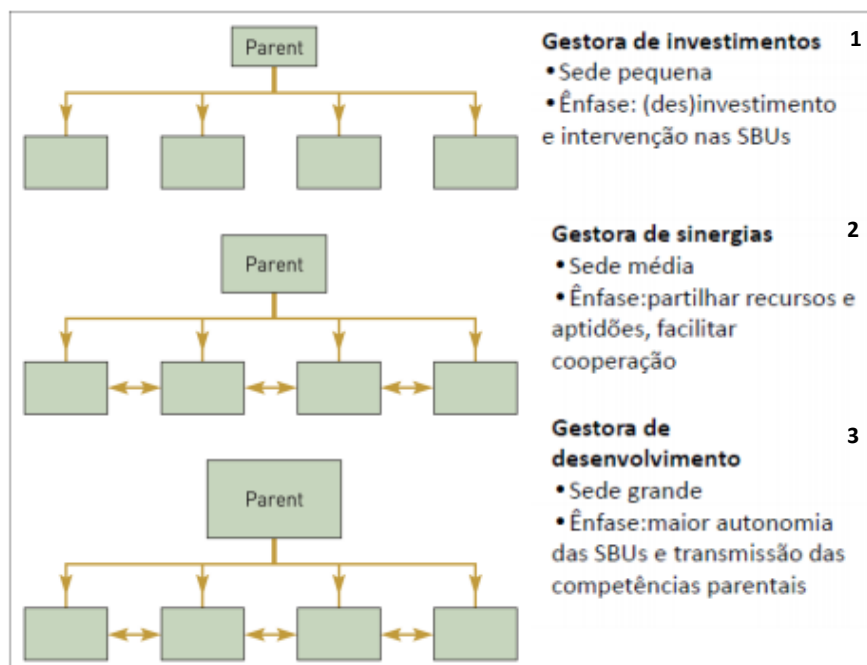 Parent
Gestora de investimentos 1
•Sede pequena
•Ênfase: (des)investimento
e intervenção nas SBUs
Parent
Gestora de sinergias 2
•Sede média
•Ênfase:partilhar recursos e
aptidões, facilitar
cooperação
Parent
Gestora de 3
desenvolvimento
•Sede grande
•Ênfase:maior autonomia
das SBUs e transmissão das
competências parentais